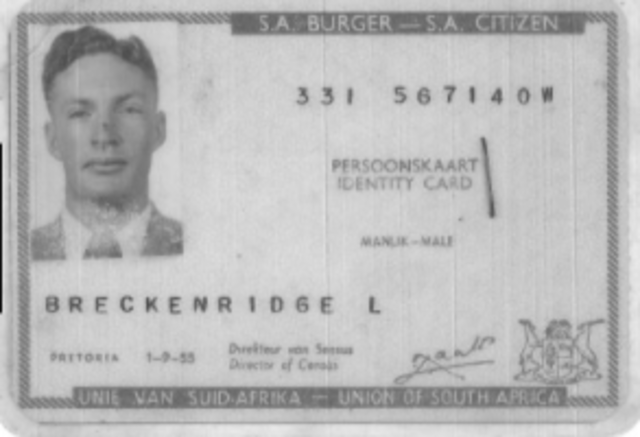 S.A. BURGER — S.A. CITIZEN
331 567140W
PERSOONSKAART
IDENTITY CARD
MANLIK–MALE
BRECKENRIDGE L
PRETORIA 1-9-55 Direkteur van Sensus
Director of Census
UNIE VAN SUID-AFRIKA — UNION OF SOUTH AFRICA